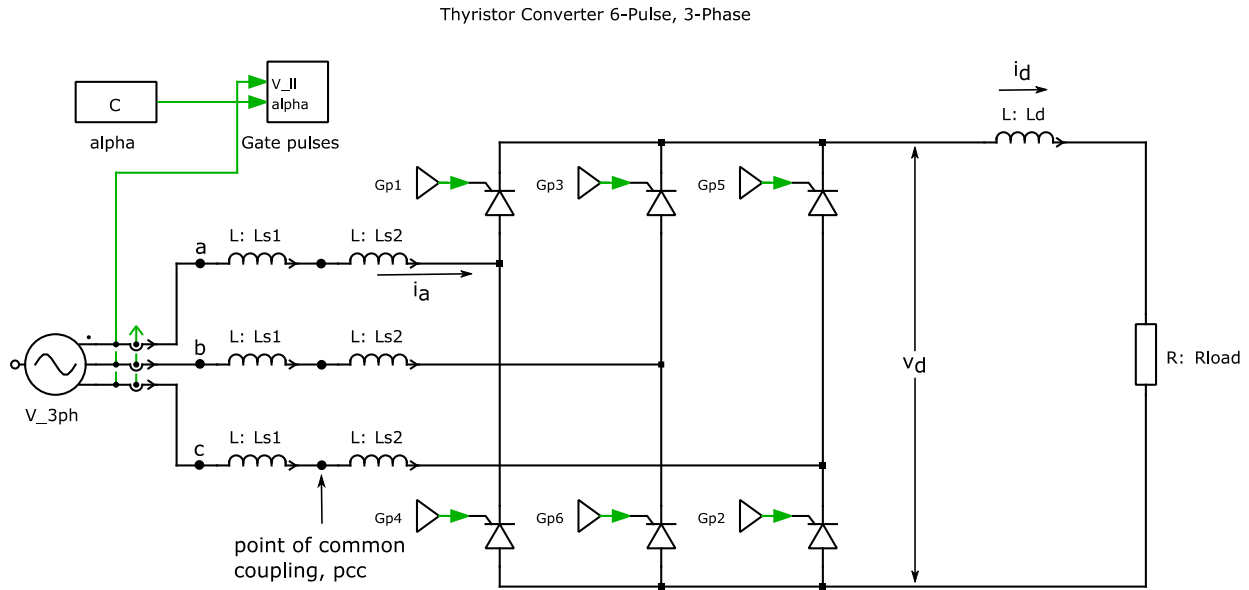 Thyristor Converter 6-Pulse, 3-Phase
C
alpha
V_ll
alpha
Gate pulses
i_d
L: Ld
Gp1
Gp3
Gp5
a
L: Ls1
L: Ls2
i_a
b
L: Ls1
L: Ls2
V_3ph
v_d
R: Rload
c
L: Ls1
L: Ls2
Gp4
Gp6
Gp2
point of common
coupling, pcc